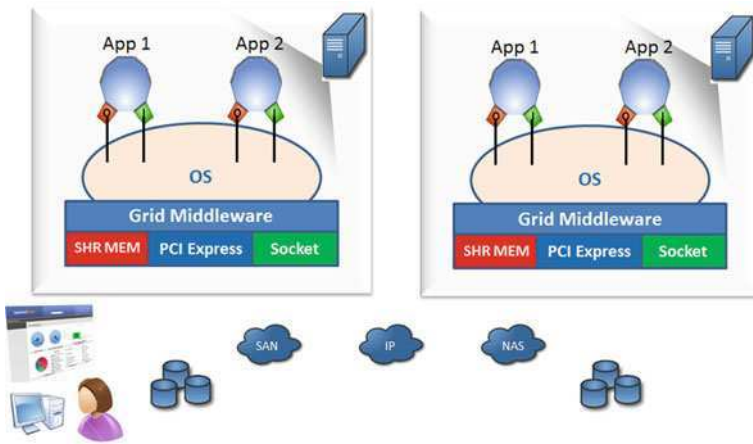 App 1 App 2
OS
Grid Middleware
SHR MEM PCI Express Socket
App 1 App 2
OS
Grid Middleware
SHR MEM PCI Express Socket
SAN IP NAS